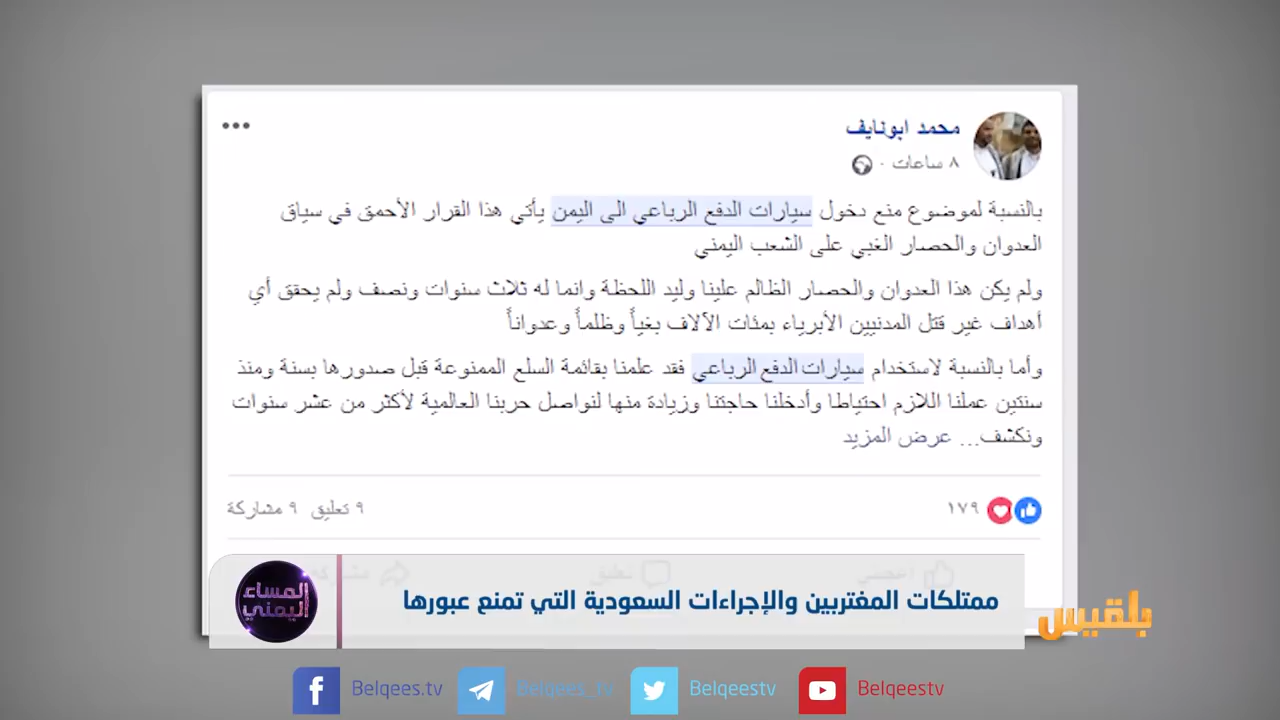 محمد ابونايف
٨ ساعات ·
بالنسبة لموضوع منع دخول سيارات الدفع الرباعي الى اليمن يأتي هذا القرار الأحمق في سياق
العدوان والحصار الغبي على الشعب اليمني
ولم يكن هذا العدوان والحصار الظالم علينا وليد اللحظة وانما له ثلاث سنوات ونصف ولم يحقق أي
أهداف غير قتل المدنيين الأبرياء بمئات الآلاف بغياً وظلماً وعدواناً
وأما بالنسبة لاستخدام سيارات الدفع الرباعي فقد علمنا بقائمة السلع الممنوعة قبل صدورها بسنة ومنذ
سنتين عملنا اللازم احتياطا وأدخلنا حاجتنا وزيادة منها لنواصل حربنا العالمية لأكثر من عشر سنوات
ونكشف... عرض المزيد
١٧٩
٩ تعليق ٩ مشاركة
أعجبني تعليق مشاركة
ممتلكات المغتربين والإجراءات السعودية التي تمنع عبورها
المساء
اليمني
بلقيس
Belqees.tv Belqees_tv Belqeestv Belqeestv